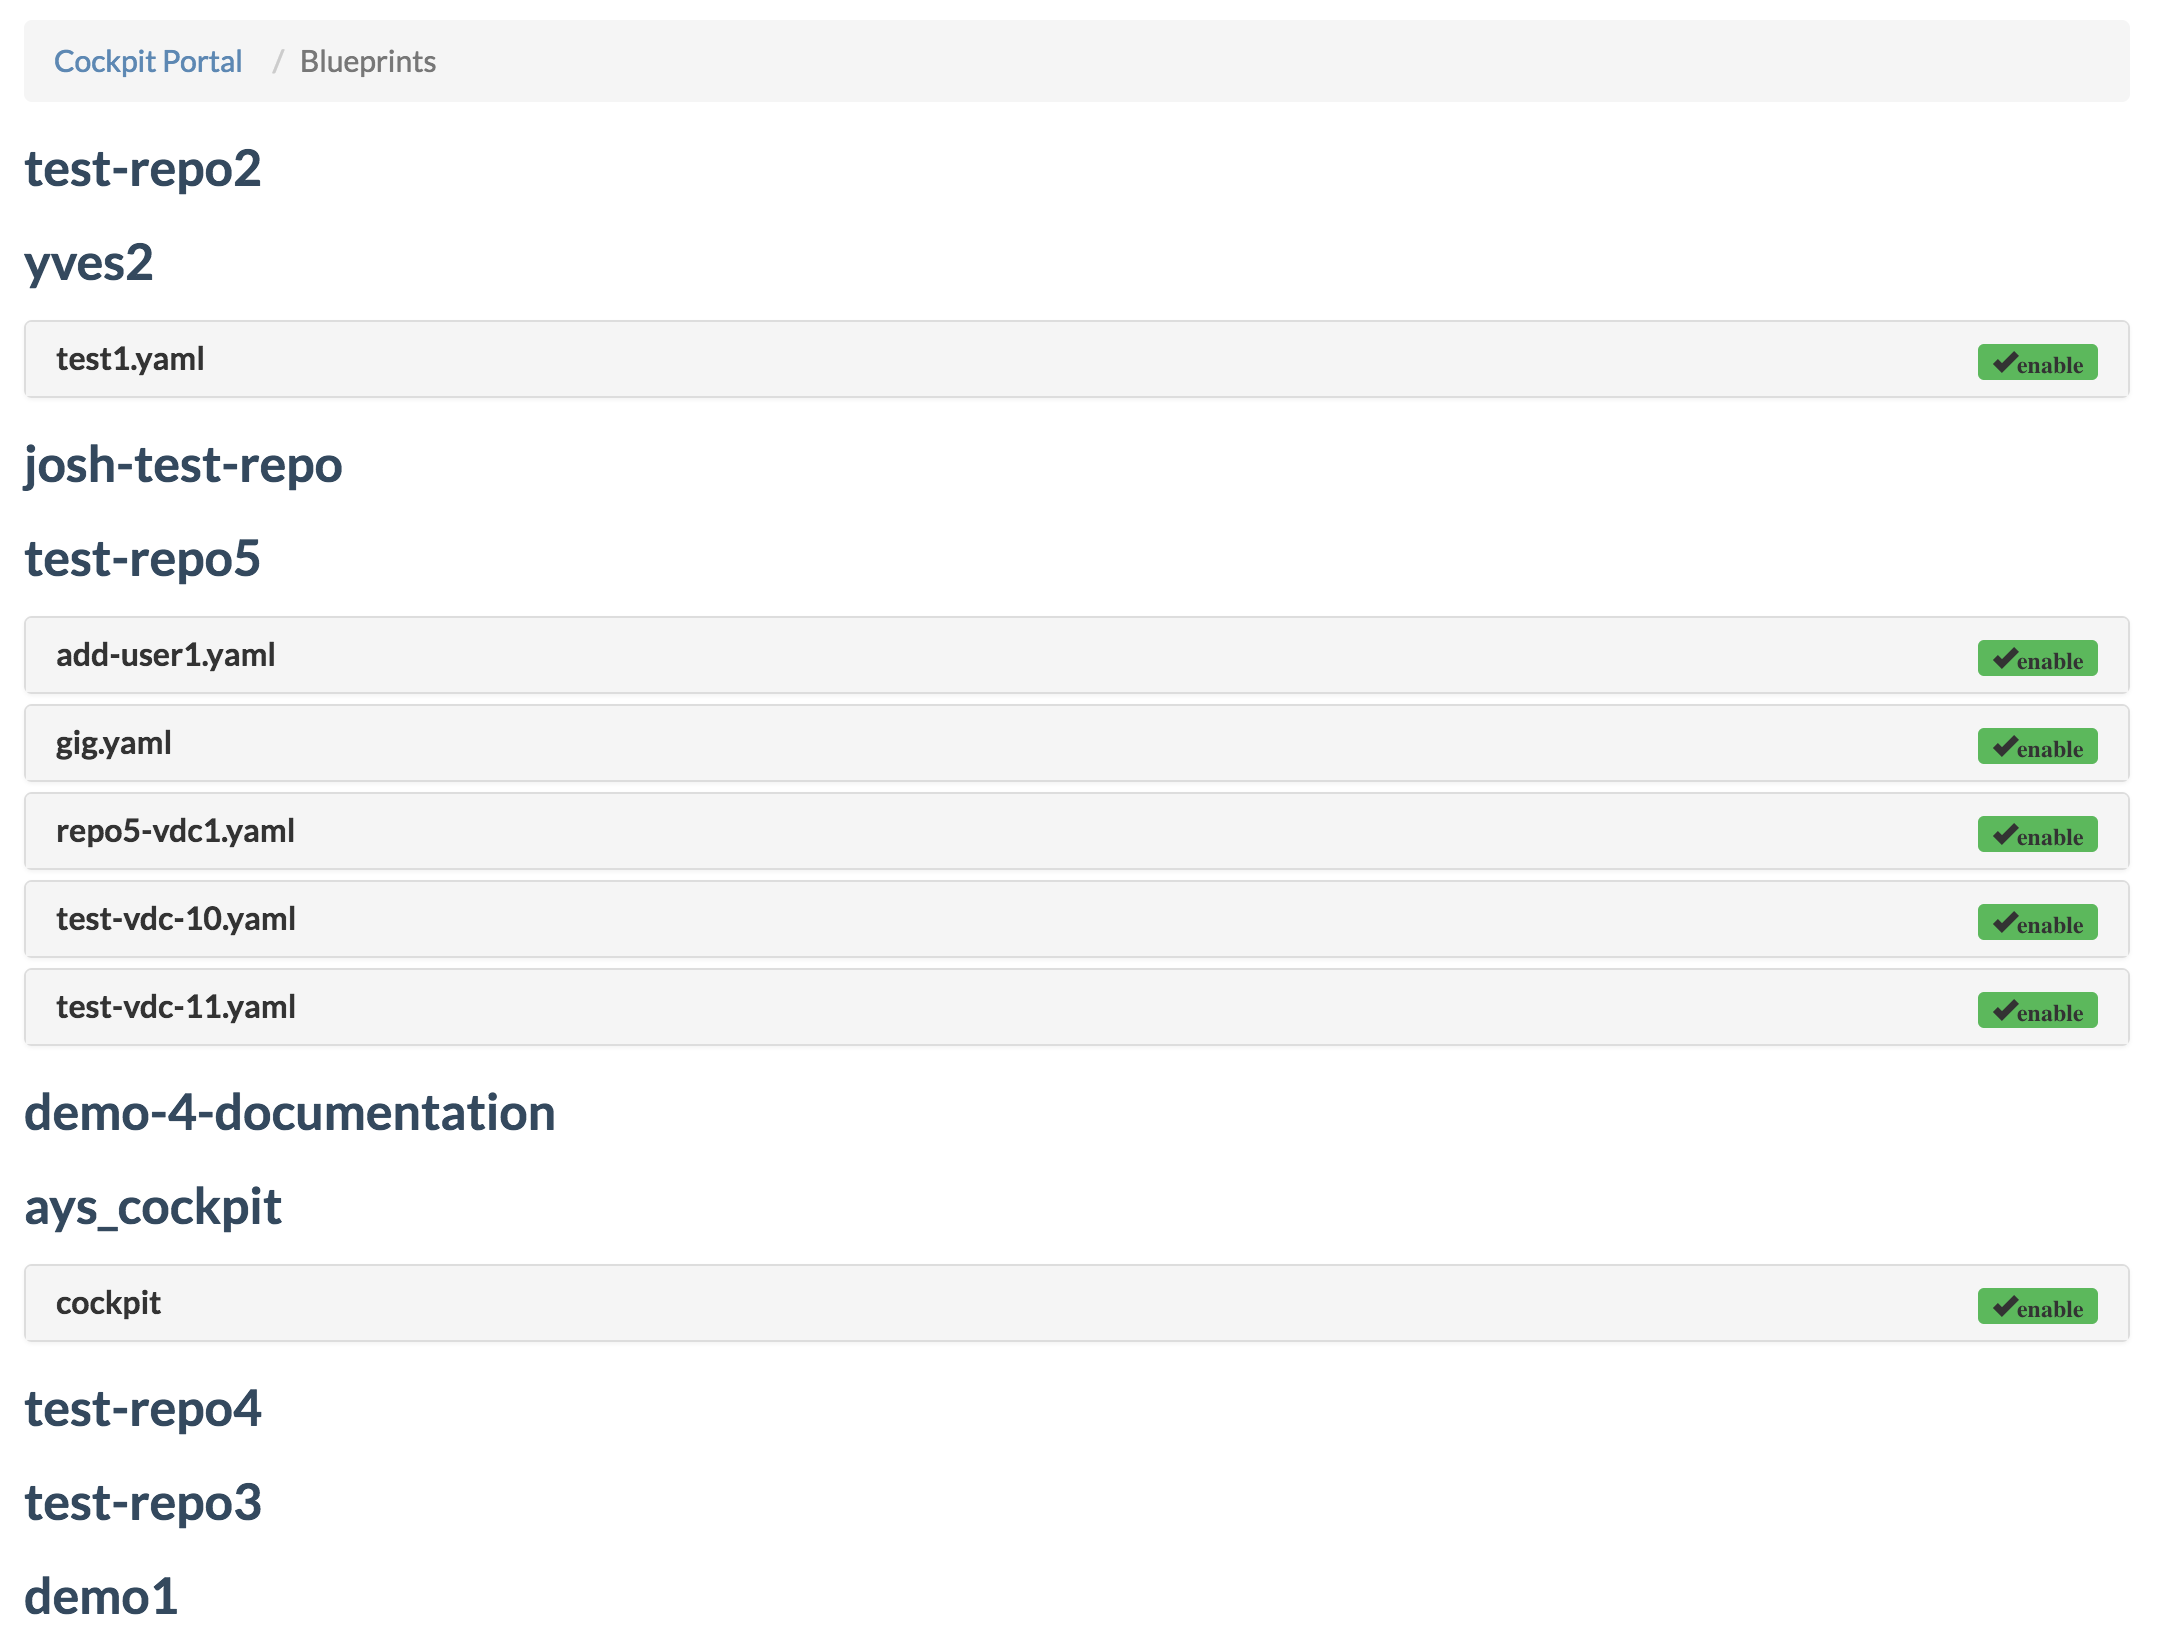 Cockpit Portal / Blueprints
test-repo2
yves2
test1.yaml enable
josh-test-repo
test-repo5
add-user1.yaml enable
gig.yaml enable
repo5-vdc1.yaml enable
test-vdc-10.yaml enable
test-vdc-11.yaml enable
demo-4-documentation
ays_cockpit
cockpit enable
test-repo4
test-repo3
demo1